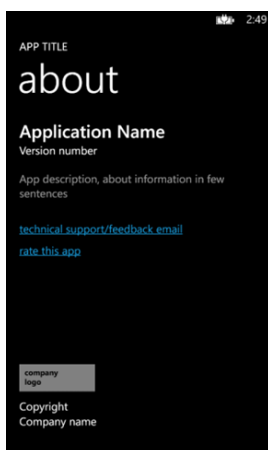 2:49
APP TITLE
about
Application Name
Version number
App description, about information in few
sentences
technical support/feedback email
rate this app
company
logo
Copyright
Company name